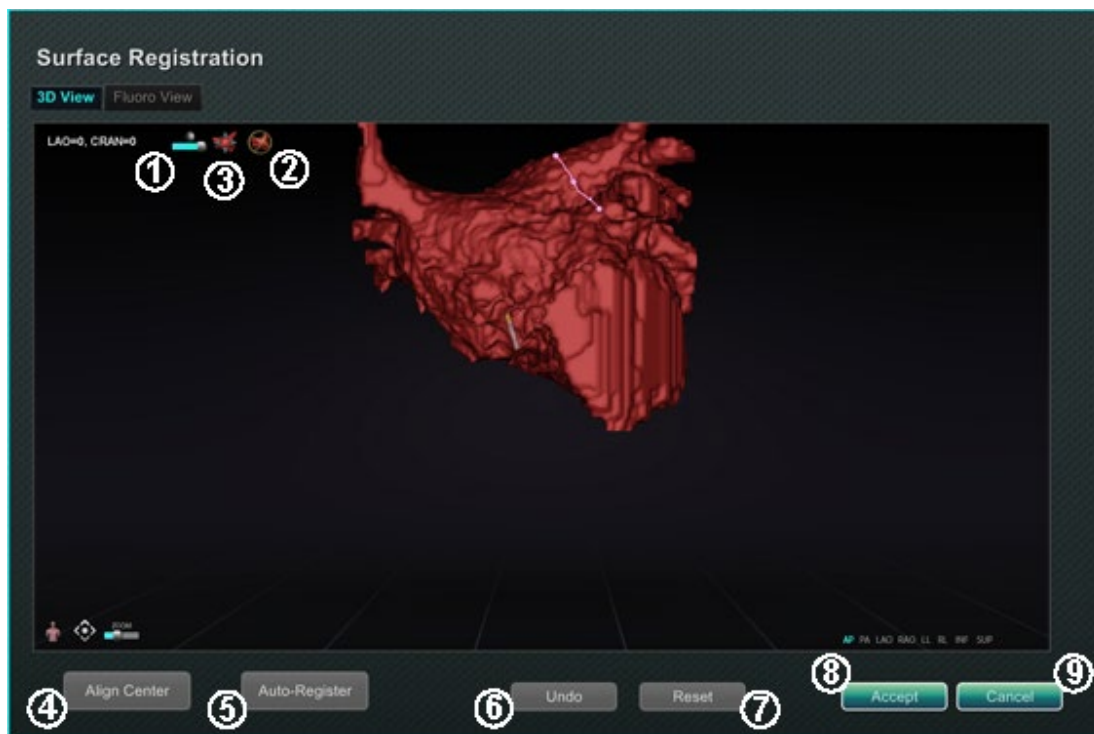 Surface Registration
3D View Fluoro View
LAO=0, CRAN=0
① ③ ②
ZOOM
AP PA LAO RAO LL RL INF SUP
④ Align Center ⑤ Auto-Register ⑥ Undo Reset ⑦ ⑧ Accept Cancel ⑨